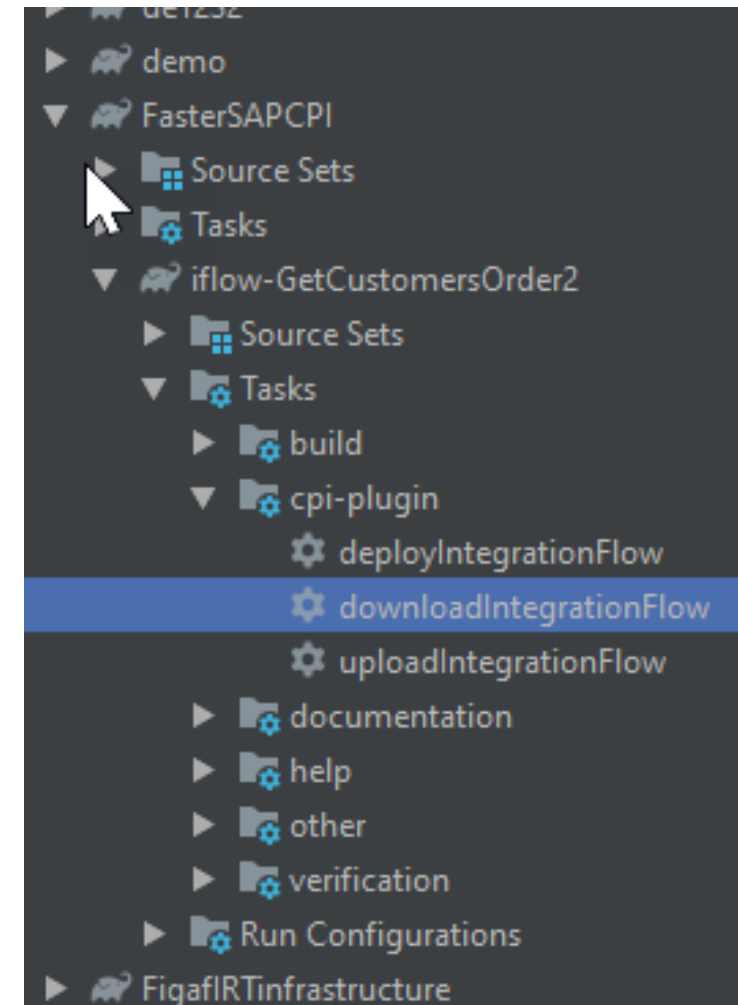 de1232
demo
FasterSAPCPI
Source Sets
Tasks
iflow-GetCustomersOrder2
Source Sets
Tasks
build
cpi-plugin
deployIntegrationFlow
downloadIntegrationFlow
uploadIntegrationFlow
documentation
help
other
verification
Run Configurations
FigafIRTinfrastructure